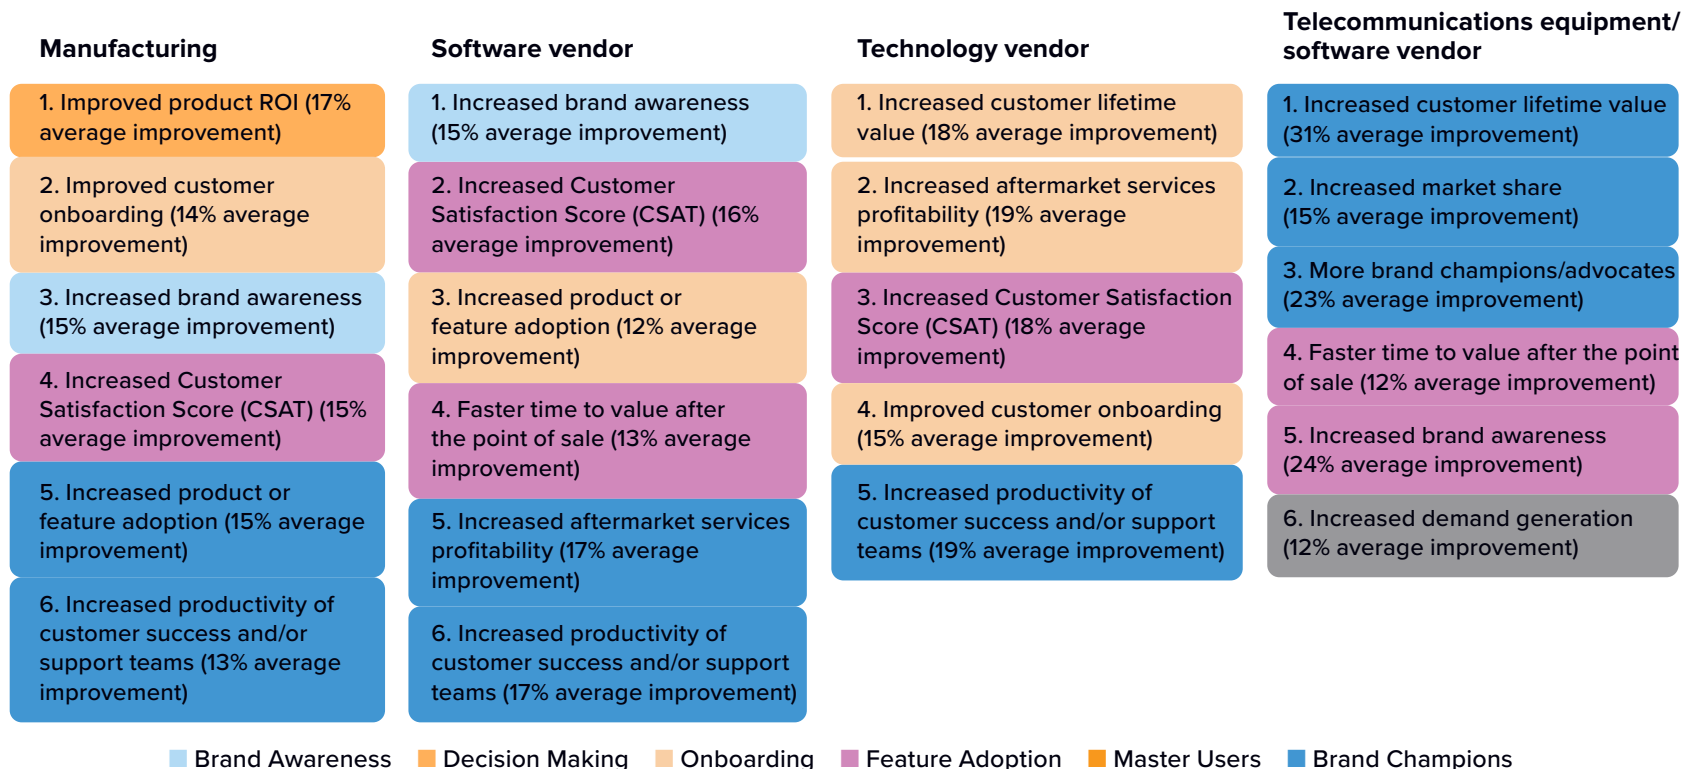 Manufacturing
1. Improved product ROI (17%
average improvement)
2. Improved customer
onboarding (14% average
improvement)
3. Increased brand awareness
(15% average improvement)
4. Increased Customer
Satisfaction Score (CSAT) (15%
average improvement)
5. Increased product or
feature adoption (15% average
improvement)
6. Increased productivity of
customer success and/or
support teams (13% average
improvement)
Software vendor
1. Increased brand awareness
(15% average improvement)
2. Increased Customer
Satisfaction Score (CSAT) (16%
average improvement)
3. Increased product or
feature adoption (12% average
improvement)
4. Faster time to value after
the point of sale (13% average
improvement)
5. Increased aftermarket services
profitability (17% average
improvement)
6. Increased productivity of
customer success and/or support
teams (17% average improvement)
Technology vendor
1. Increased customer lifetime
value (18% average improvement)
2. Increased aftermarket services
profitability (19% average
improvement)
3. Increased Customer Satisfaction
Score (CSAT) (18% average
improvement)
4. Improved customer onboarding
(15% average improvement)
5. Increased productivity of
customer success and/or support
teams (19% average improvement)
Telecommunications equipment/
software vendor
1. Increased customer lifetime value
(31% average improvement)
2. Increased market share
(15% average improvement)
3. More brand champions/advocates
(23% average improvement)
4. Faster time to value after the point
of sale (12% average improvement)
5. Increased brand awareness
(24% average improvement)
6. Increased demand generation
(12% average improvement)
Brand Awareness
Decision Making
Onboarding
Feature Adoption
Master Users
Brand Champions